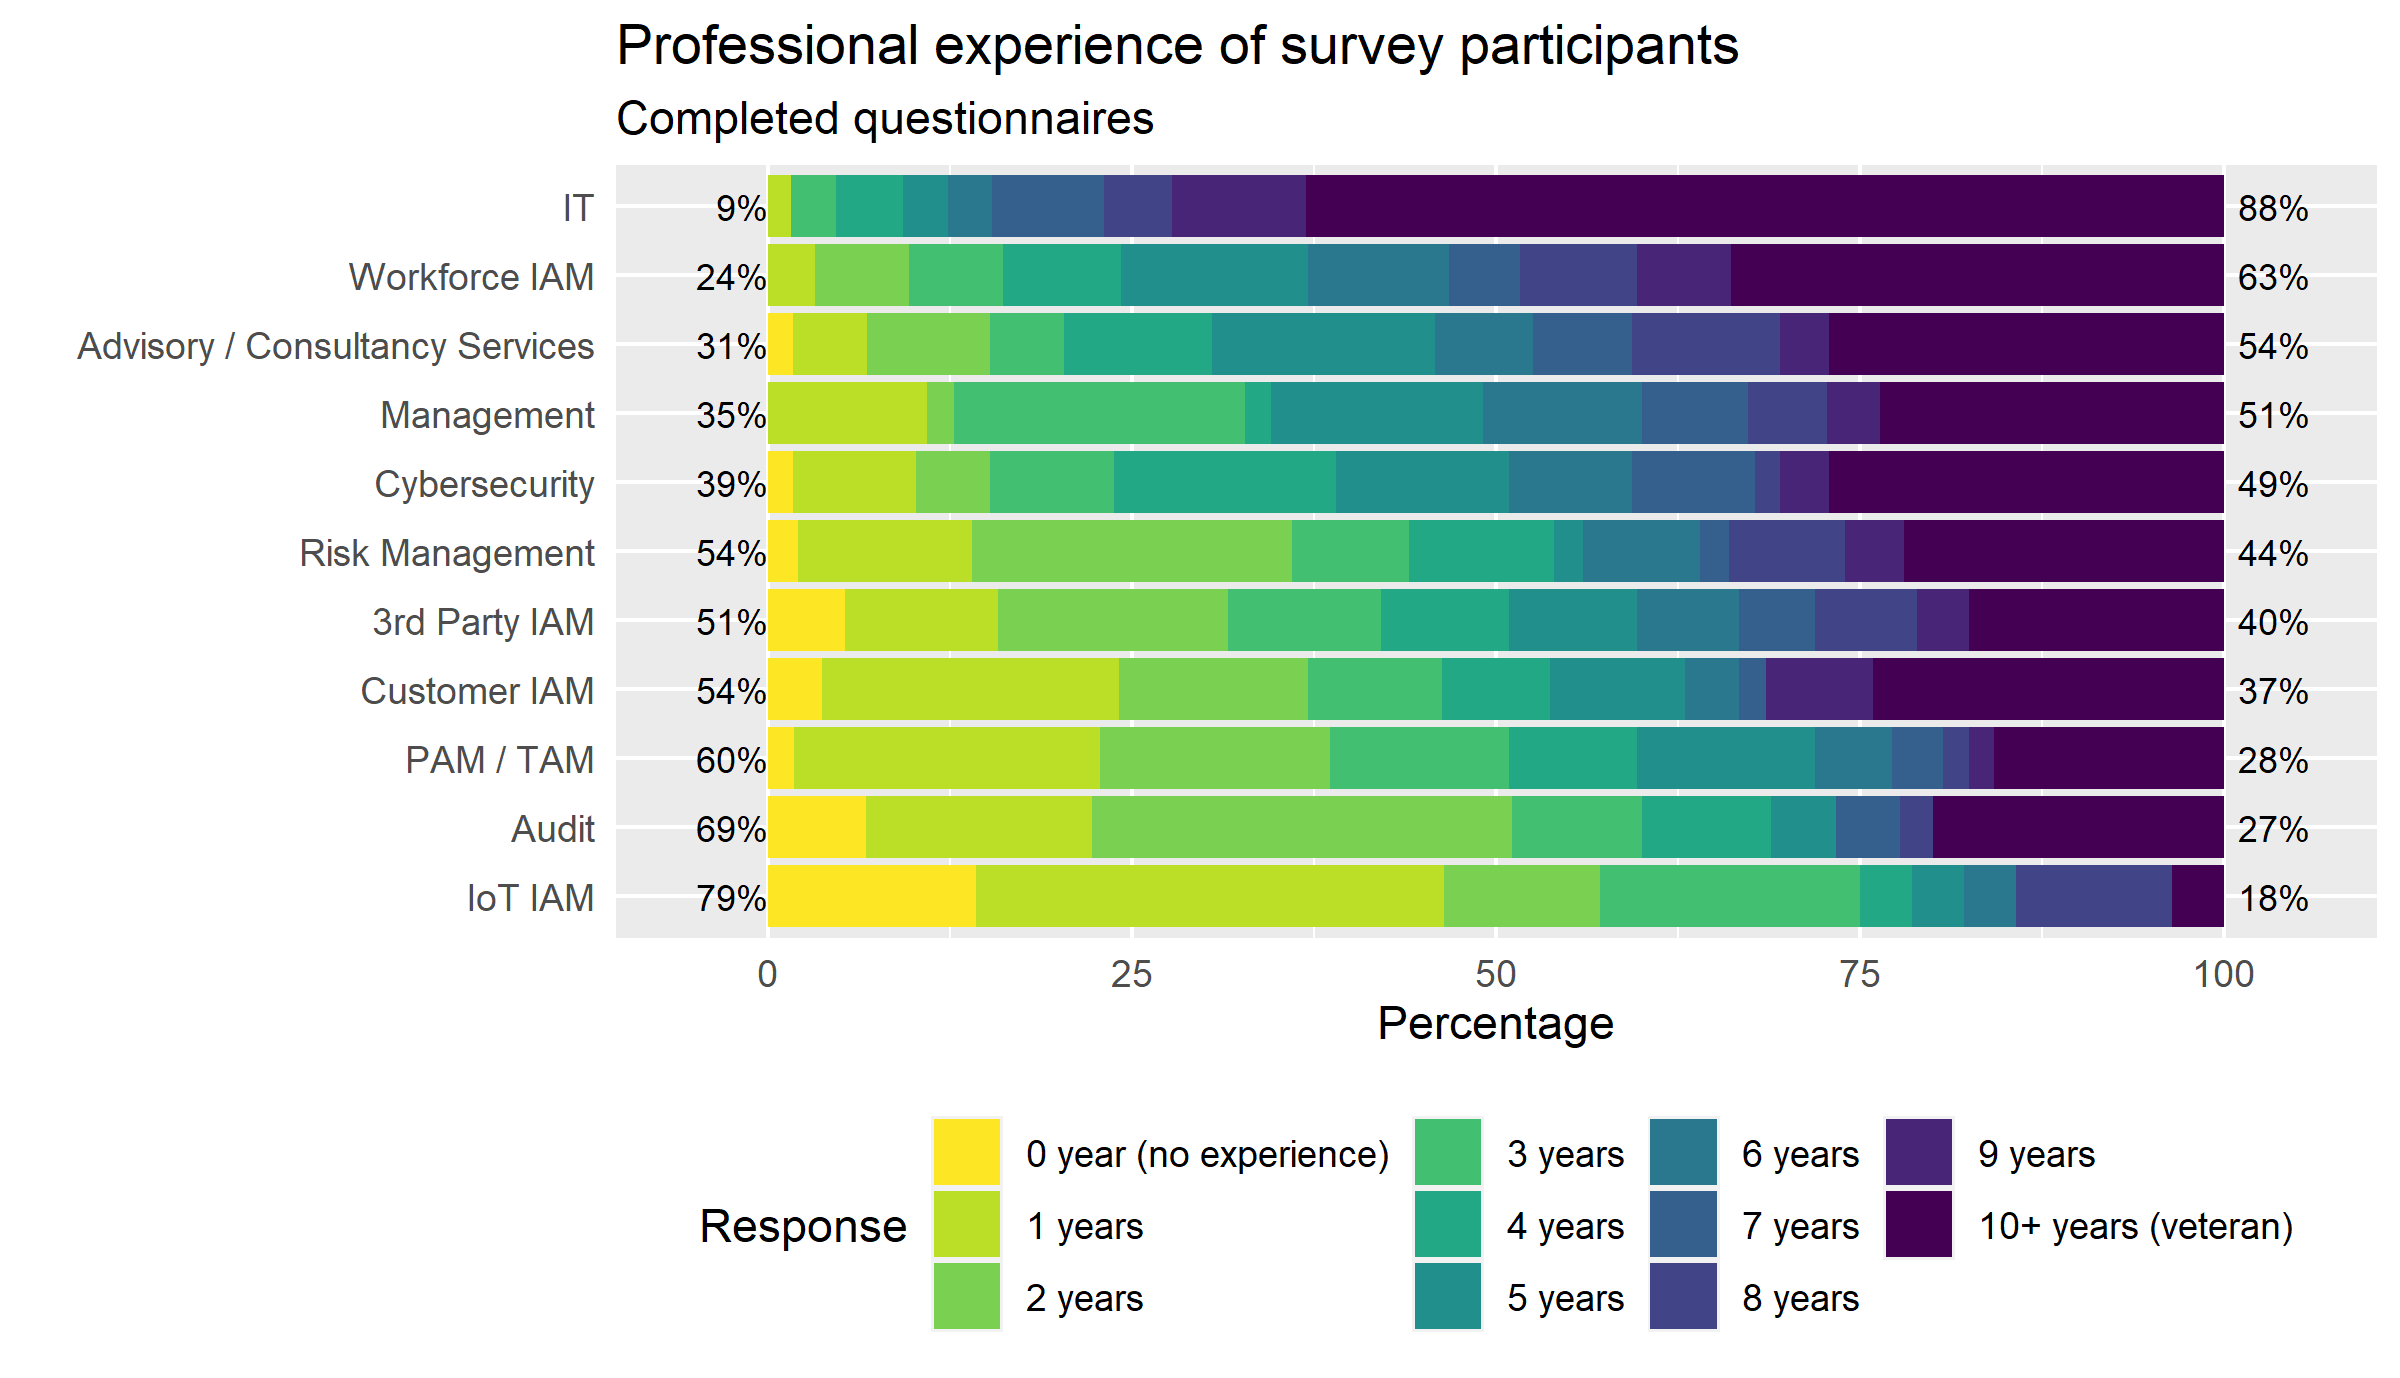 Professional experience of survey participants
Completed questionnaires
IT 9% 88%
Workforce IAM 24% 63%
Advisory / Consultancy Services 31% 54%
Management 35% 51%
Cybersecurity 39% 49%
Risk Management 54% 44%
3rd Party IAM 51% 40%
Customer IAM 54% 37%
PAM / TAM 60% 28%
Audit 69% 27%
IoT IAM 79% 18%
0 25 50 75 100
Percentage
Response
0 year (no experience)
1 years
2 years
3 years
4 years
5 years
6 years
7 years
8 years
9 years
10+ years (veteran)